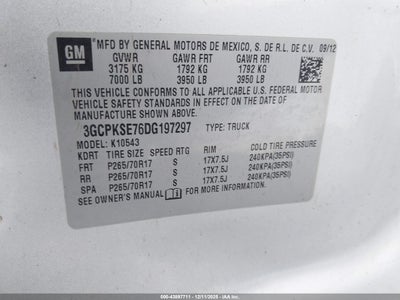 GM MFD BY GENERAL MOTORS DE MEXICO, S. DE R.L. DE C.V. 09/12
GVWR GAWR FRT GAWR RR
3175 KG 1792 KG 1792 KG
7000 LB 3950 LB 3950 LB
THIS VEHICLE CONFORMS TO ALL APPLICABLE U.S. FEDERAL MOTOR
VEHICLE SAFETY STANDARDS IN EFFECT ON THE DATE OF
MANUFACTURE SHOWN ABOVE.
3GCPKSE76DG197297 TYPE: TRUCK
MODEL: K10543
KDRT TIRE SIZE SPEED RTG RIM COLD TIRE PRESSURE
FRT P265/70R17 S 17X7.5J 240KPA(35PSI)
RR P265/70R17 S 17X7.5J 240KPA(35PSI)
SPA P265/70R17 S 17X7.5J 240KPA(35PSI)
SEE OWNER'S MANUAL FOR ADDITIONAL INFORMATION.